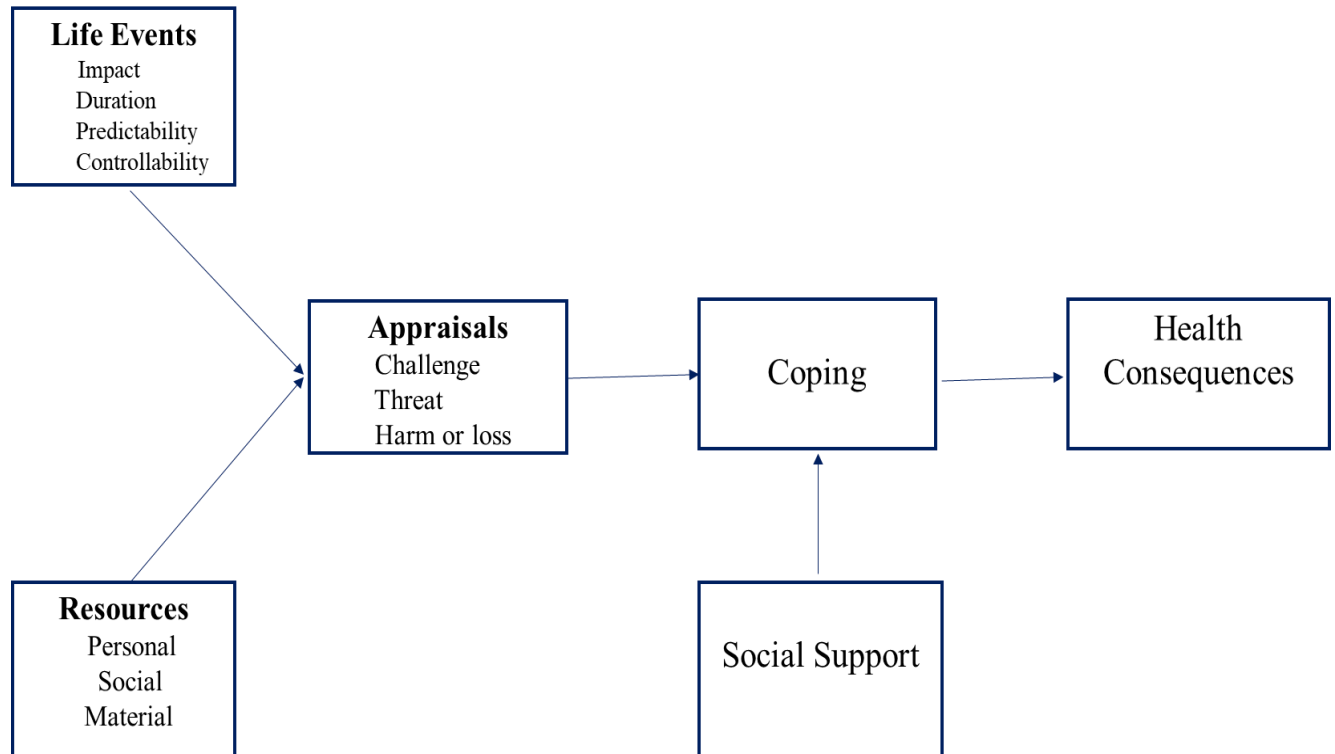 Life Events
Impact
Duration
Predictability
Controllability
Appraisals
Challenge
Threat
Harm or loss
Coping
Health
Consequences
Resources
Personal
Social
Material
Social Support